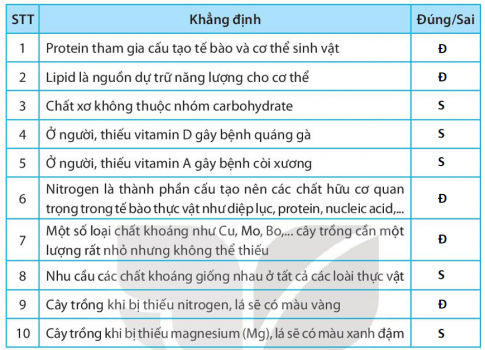 STT Khẳng định Đúng/Sai
1 Protein tham gia cấu tạo tế bào và cơ thể sinh vật Đ
2 Lipid là nguồn dự trữ năng lượng cho cơ thể Đ
3 Chất xơ không thuộc nhóm carbohydrate S
4 Ở người, thiếu vitamin D gây bệnh quáng gà S
5 Ở người, thiếu vitamin A gây bệnh còi xương S
6 Nitrogen là thành phần cấu tạo nên các chất hữu cơ quan
trọng trong tế bào thực vật như diệp lục, protein, nucleic acid,... Đ
7 Một số loại chất khoáng như Cu, Mo, Bo,... cây trồng cần một
lượng rất nhỏ nhưng không thể thiếu Đ
8 Nhu cầu các chất khoáng giống nhau ở tất cả các loài thực vật S
9 Cây trồng khi bị thiếu nitrogen, lá sẽ có màu vàng Đ
10 Cây trồng khi bị thiếu magnesium (Mg), lá sẽ có màu xanh đậm S